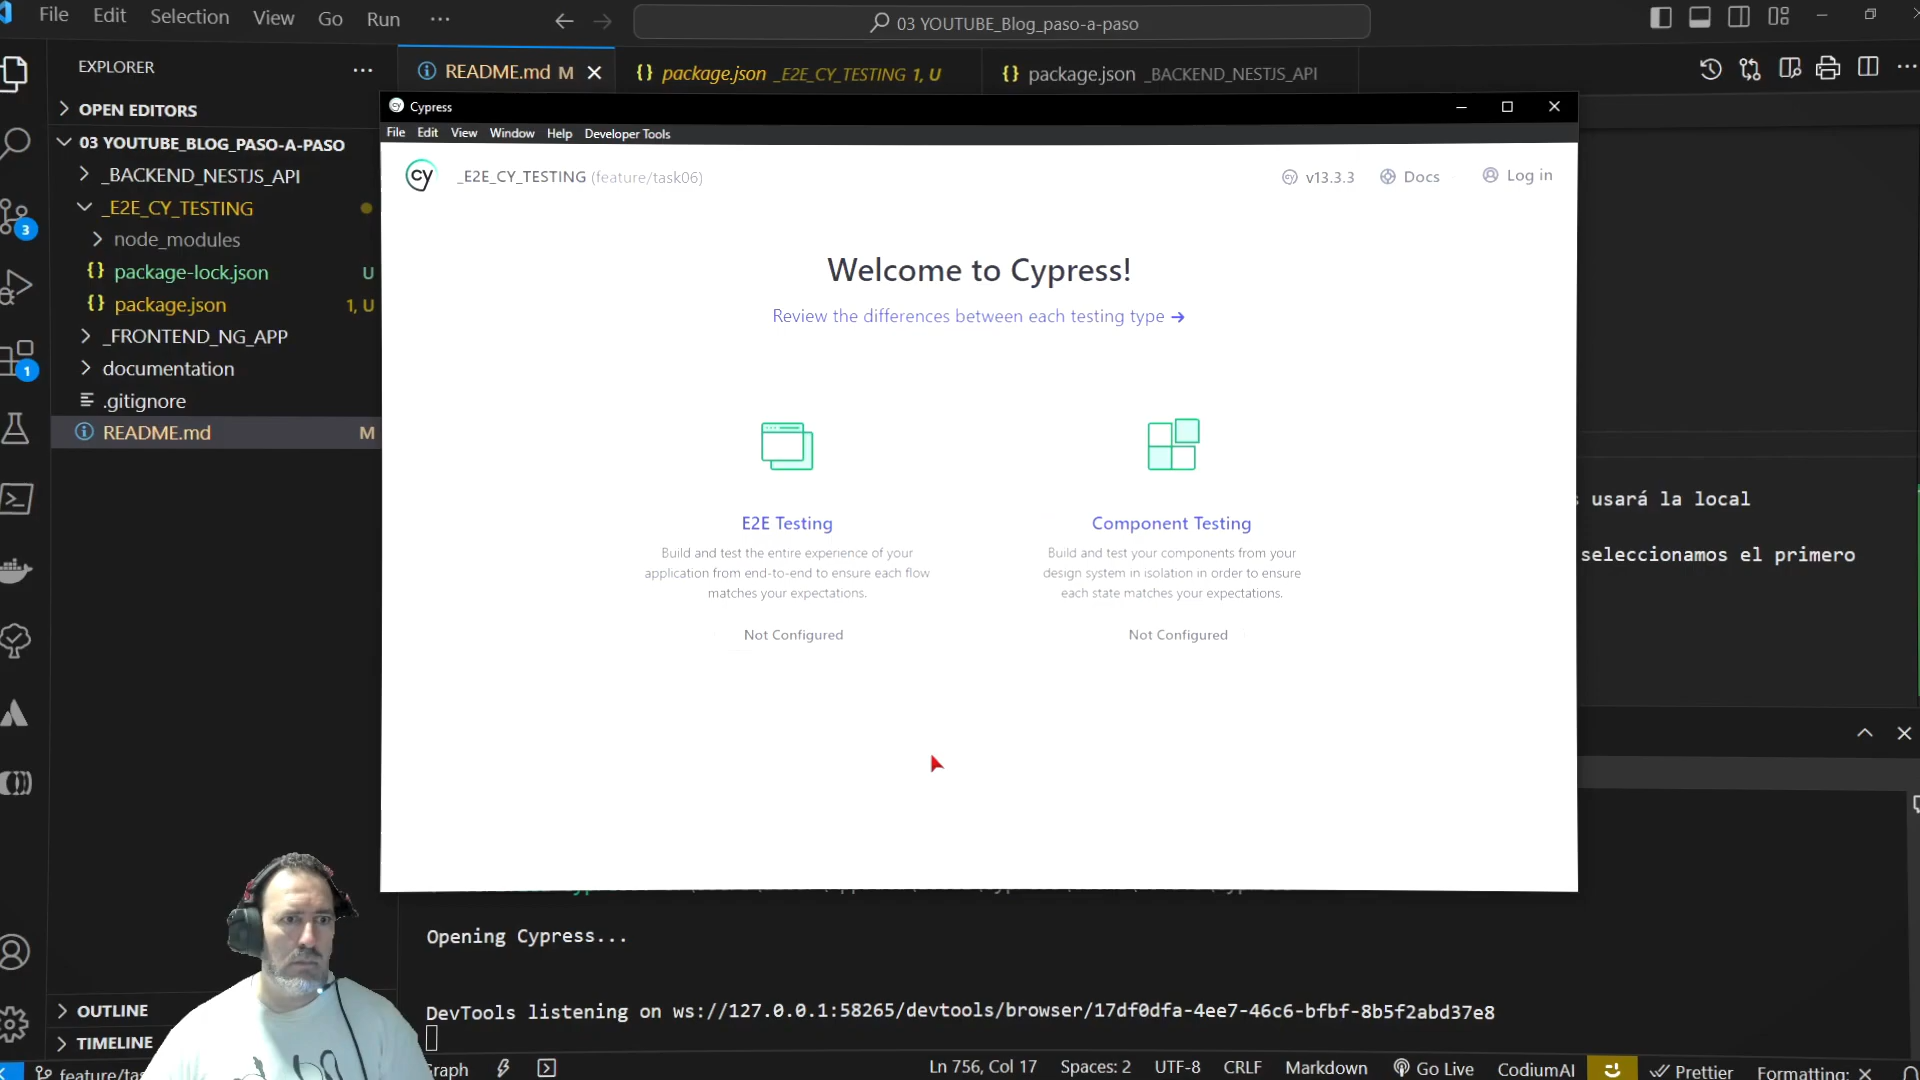 File Edit Selection View Go Run ···
03 YOUTUBE_Blog_paso-a-paso
EXPLORER
README.md M
package.json _E2E_CY_TESTING 1, U
package.json _BACKEND_NESTJS_API
OPEN EDITORS
03 YOUTUBE_BLOG_PASO-A-PASO
_BACKEND_NESTJS_API
_E2E_CY_TESTING
node_modules
package-lock.json U
package.json 1, U
_FRONTEND_NG_APP
documentation
.gitignore
README.md M
3
1
Cypress
File Edit View Window Help Developer Tools
cy _E2E_CY_TESTING (feature/task06)
v13.3.3 Docs Log in
Welcome to Cypress!
Review the differences between each testing type →
E2E Testing
Build and test the entire experience of your
application from end-to-end to ensure each flow
matches your expectations.
Not Configured
Component Testing
Build and test your components from your
design system in isolation in order to ensure
each state matches your expectations.
Not Configured
usará la local
seleccionamos el primero
Opening Cypress...
DevTools listening on ws://127.0.0.1:58265/devtools/browser/17df0dfa-4ee7-46c6-bfbf-8b5f2abd37e8
OUTLINE
TIMELINE
Ln 756, Col 17 Spaces: 2 UTF-8 CRLF Markdown Go Live CodiumAI Prettier Formatting: